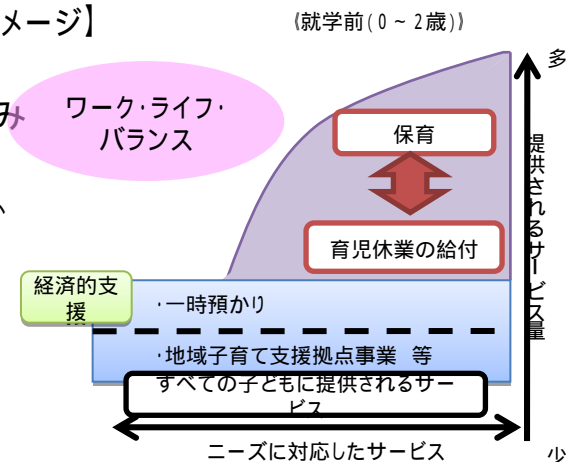 メージ】
《就学前(0~2歳)》
多
み
ワーク・ライフ・
バランス
保育
提供されるサービス量
育児休業の給付
経済的支
援
・一時預かり
・地域子育て支援拠点事業 等
すべての子どもに提供されるサー
ビス
ニーズに対応したサービス
少